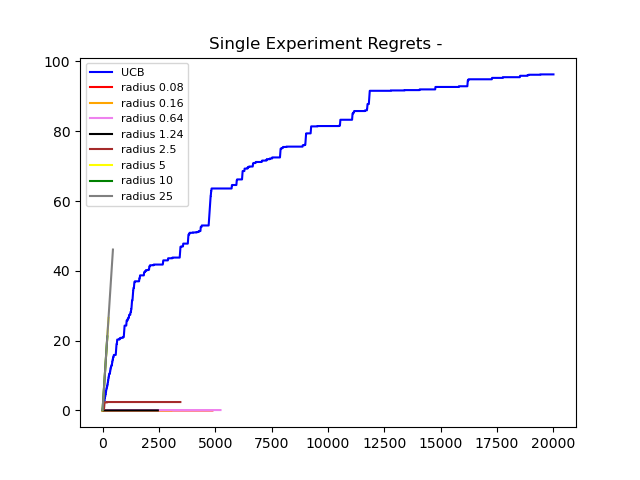 Single Experiment Regrets -
100
80
60
40
20
0
UCB
radius 0.08
radius 0.16
radius 0.64
radius 1.24
radius 2.5
radius 5
radius 10
radius 25
0 2500 5000 7500 10000 12500 15000 17500 20000